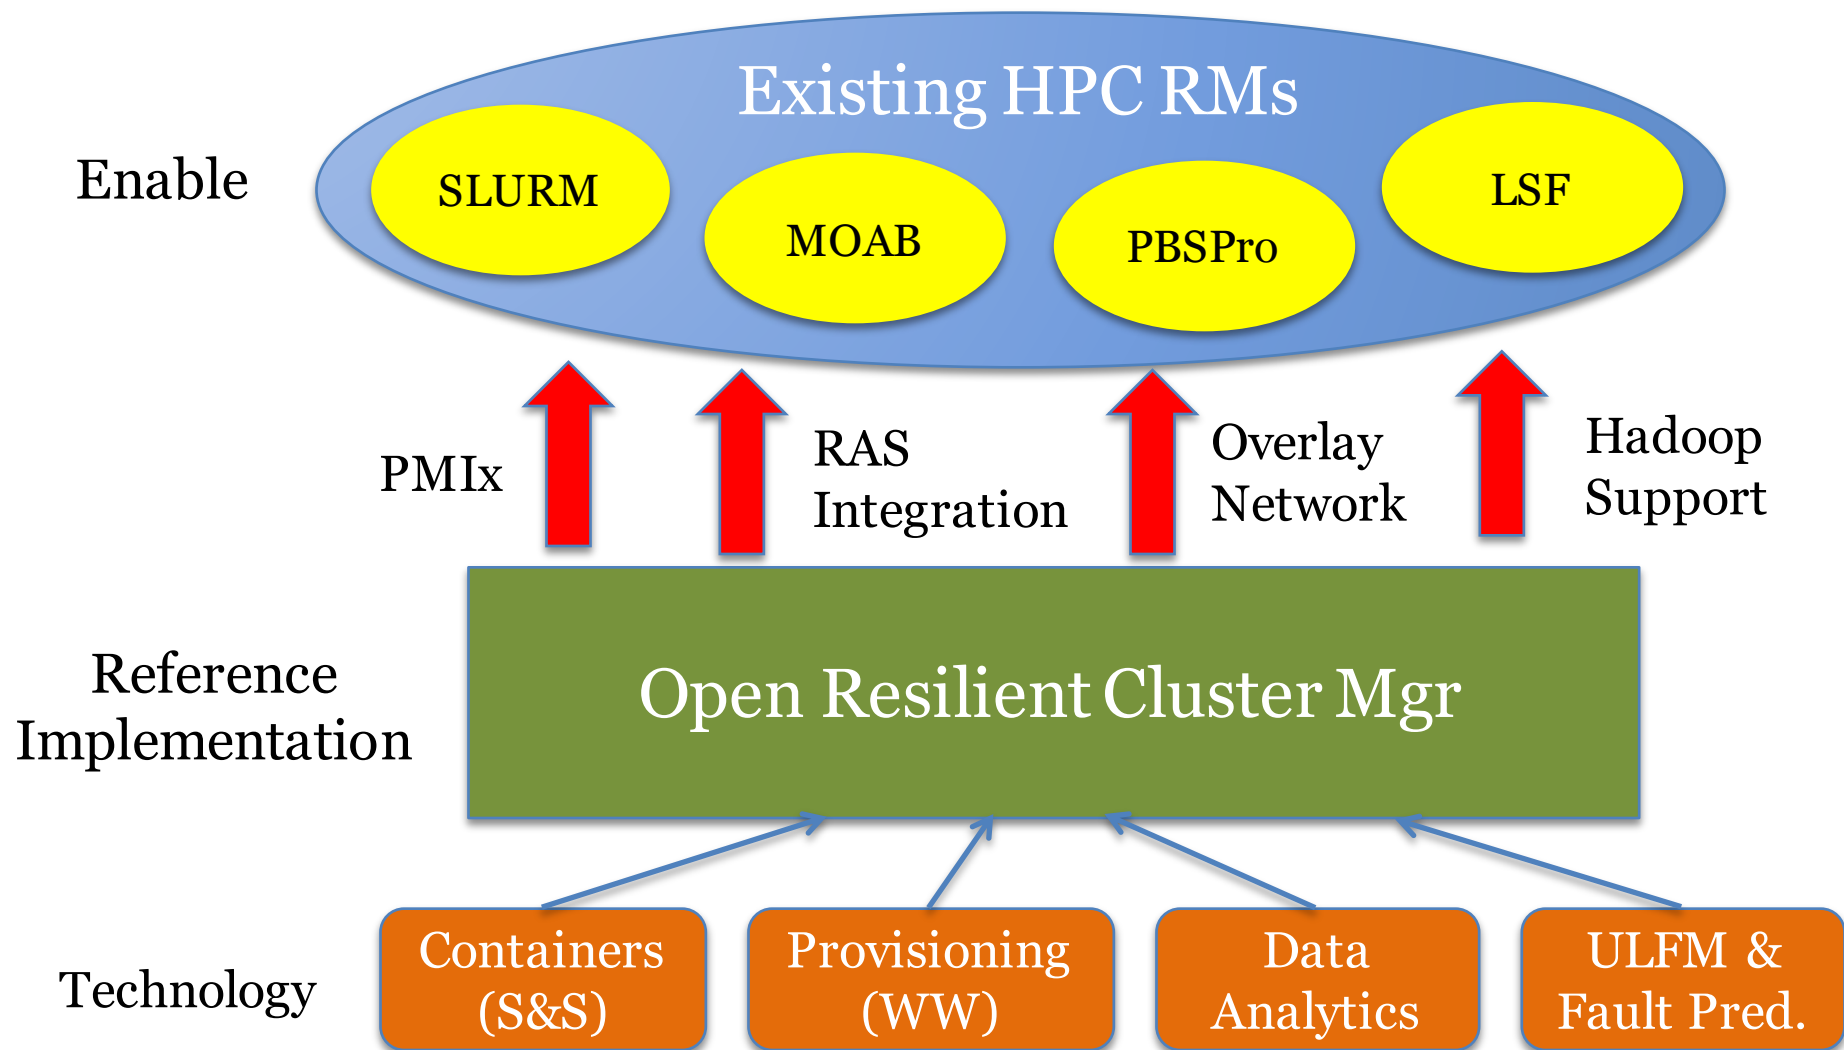 Existing HPC RMs
Enable
SLURM
MOAB
PBSPro
LSF
PMIx
RAS
Integration
Overlay
Network
Hadoop
Support
Reference
Implementation
Open Resilient Cluster Mgr
Technology
Containers
(S&S)
Provisioning
(WW)
Data
Analytics
ULFM &
Fault Pred.